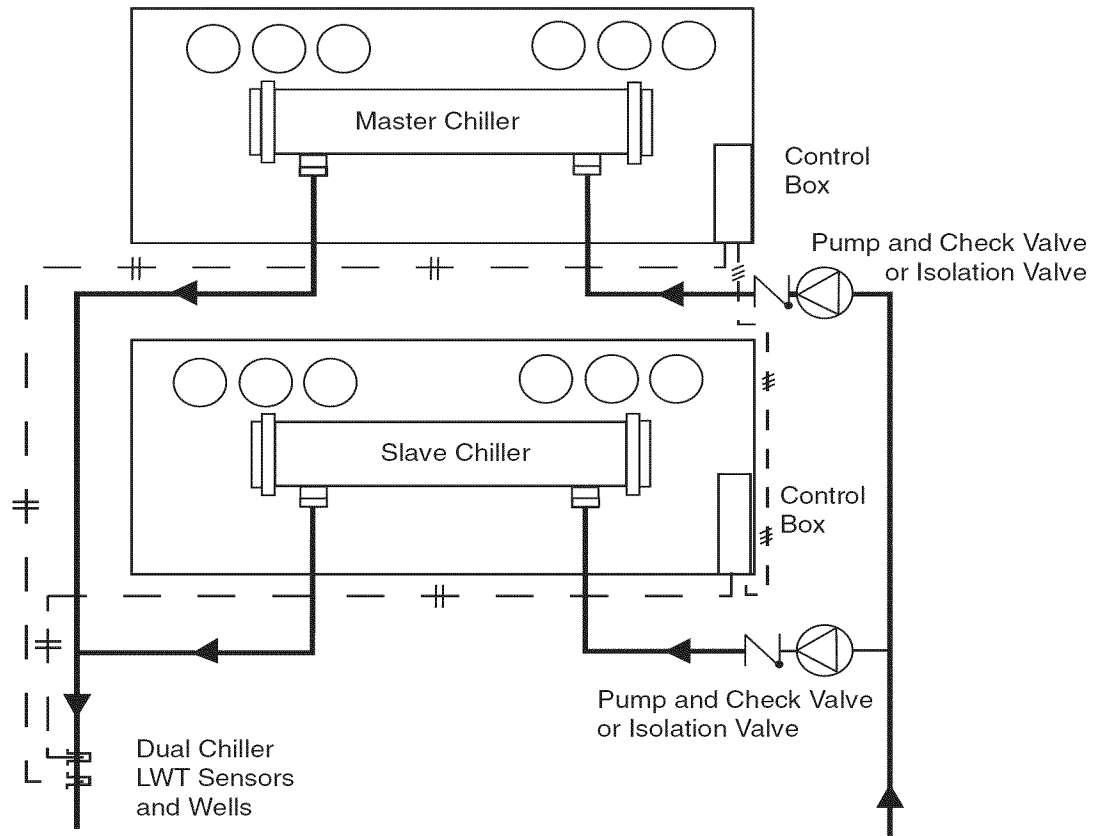 Master Chiller
Control
Box
Pump and Check Valve
or Isolation Valve
Slave Chiller
Control
Box
Pump and Check Valve
or Isolation Valve
Dual Chiller
LWT Sensors
and Wells